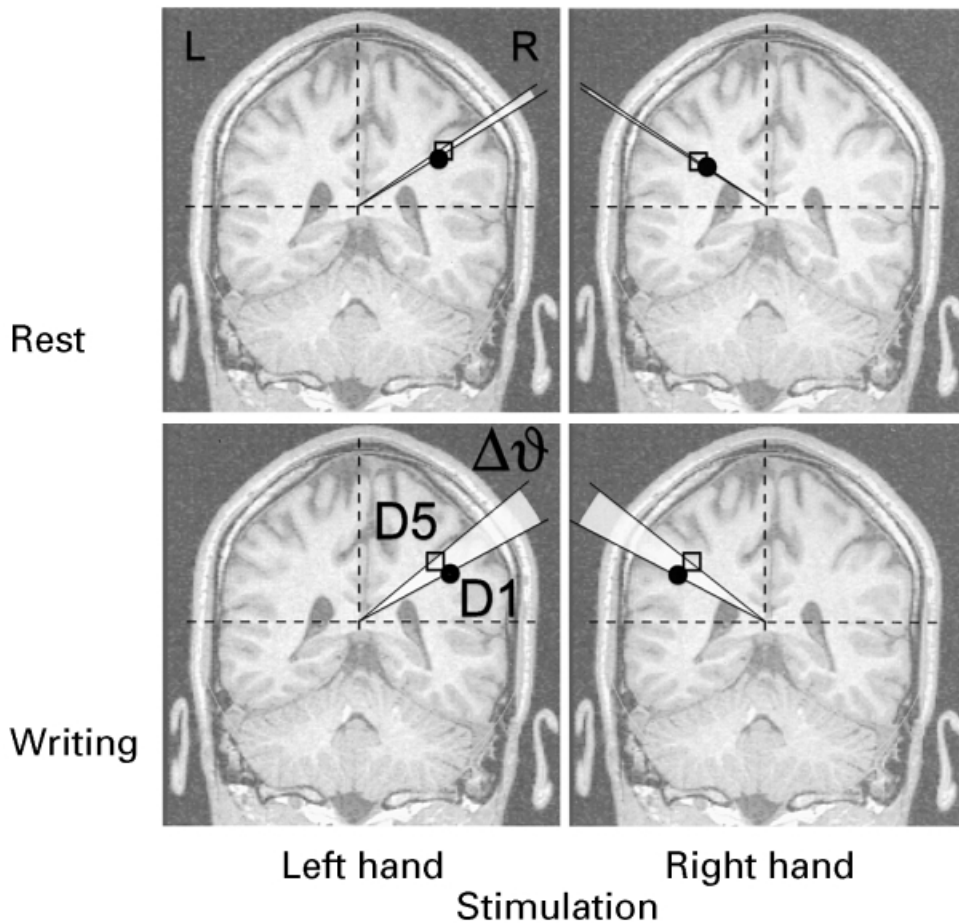 L R
Rest
Δϑ
D5
D1
Writing
Left hand Right hand
Stimulation